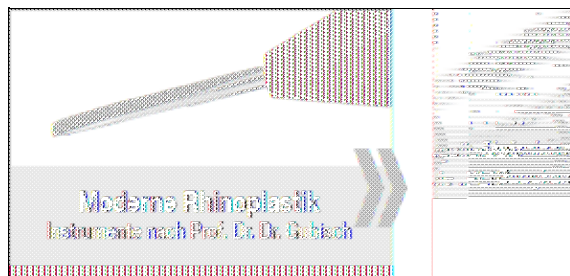 Moderne Rhinoplastik
Instrumente nach Prof. Dr. Dr. Gubisch